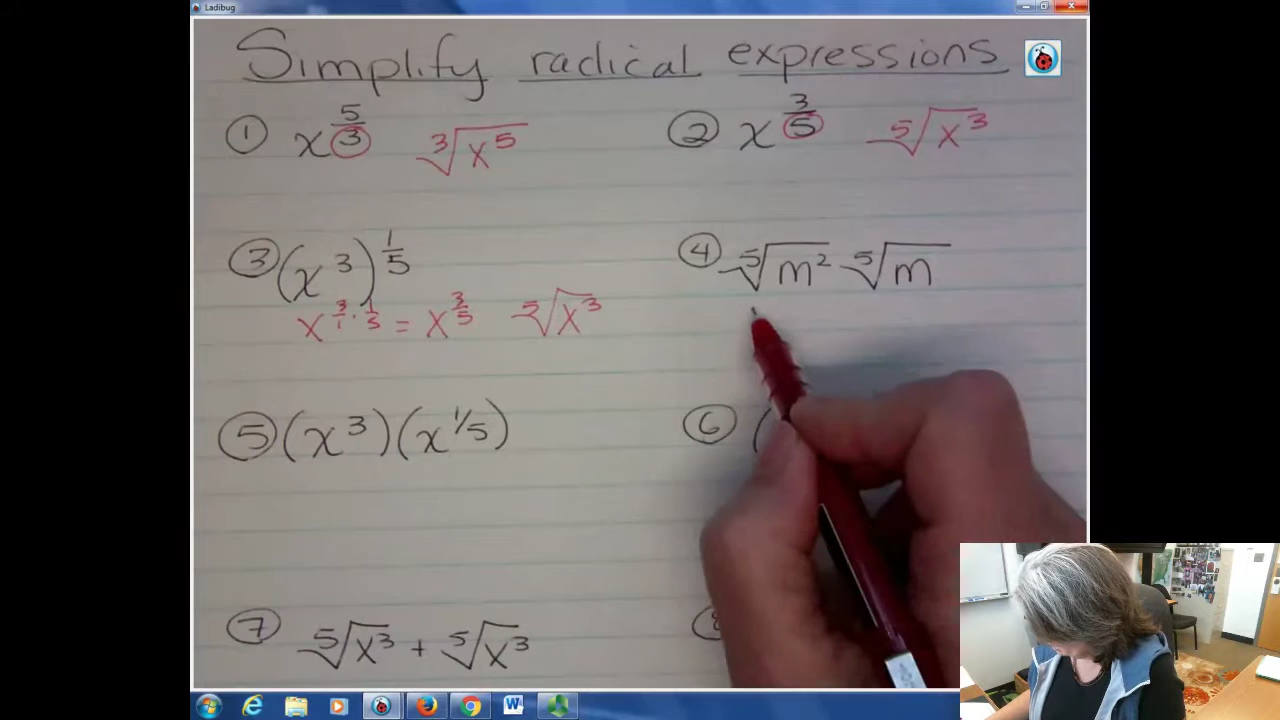 Ladibug
Simplify radical expressions
① x^(5/3) ∛(x⁵)
② x^(3/5) ⁵√(x³)
③ (x³)^(1/5)
x^(3/1 · 1/5) = x^(3/5) ⁵√(x³)
④ ⁵√(m²) ⁵√m
⑤ (x³)(x^(1/5))
⑥ (
⑦ ⁵√(x³) + ⁵√(x³)